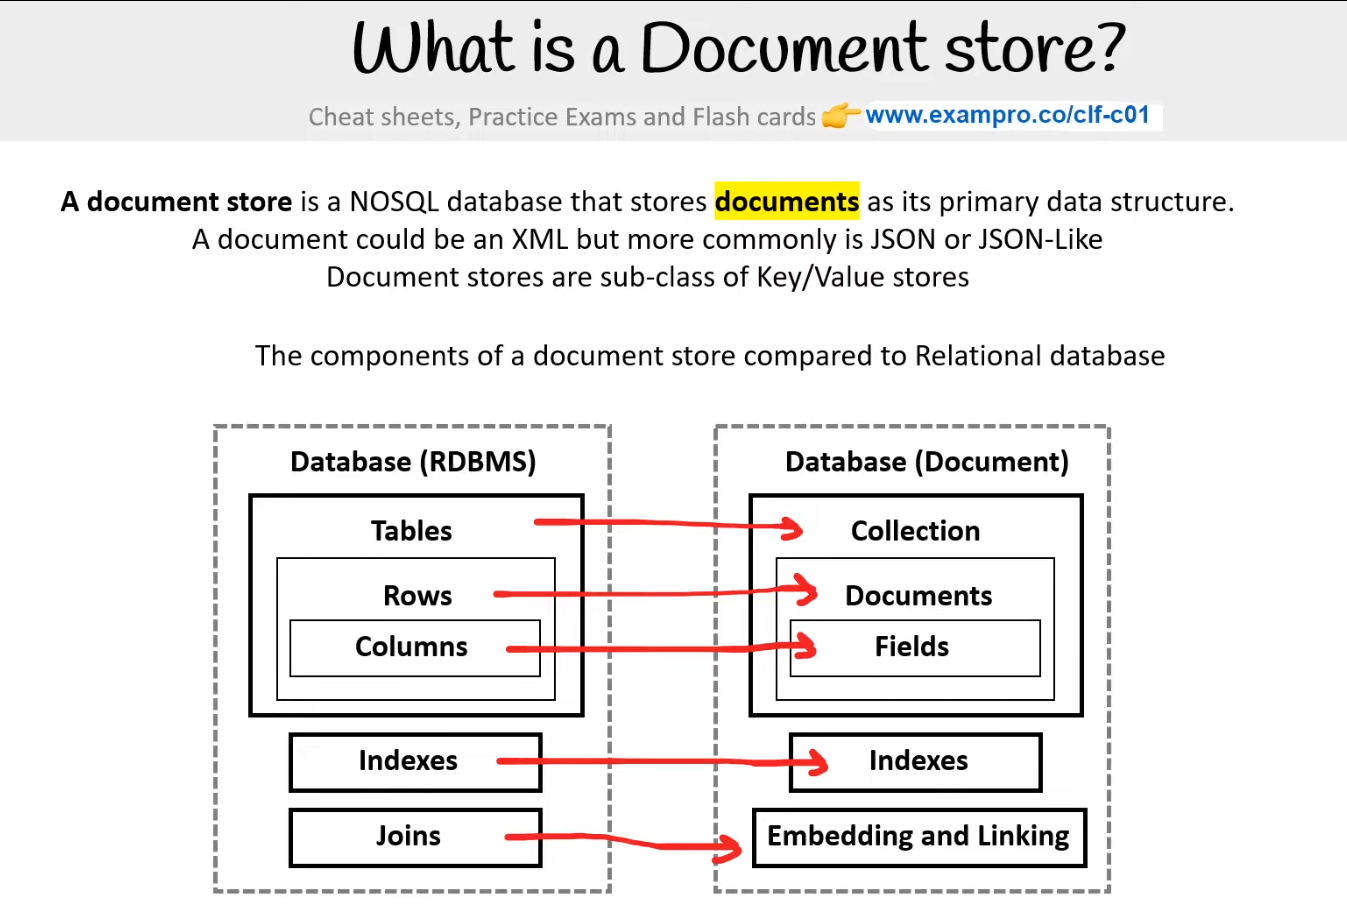 What is a Document store?
Cheat sheets, Practice Exams and Flash cards 👉 www.exampro.co/clf-c01
A document store is a NOSQL database that stores documents as its primary data structure.
A document could be an XML but more commonly is JSON or JSON-Like
Document stores are sub-class of Key/Value stores
The components of a document store compared to Relational database
Database (RDBMS)
Tables
Rows
Columns
Indexes
Joins
Database (Document)
Collection
Documents
Fields
Indexes
Embedding and Linking